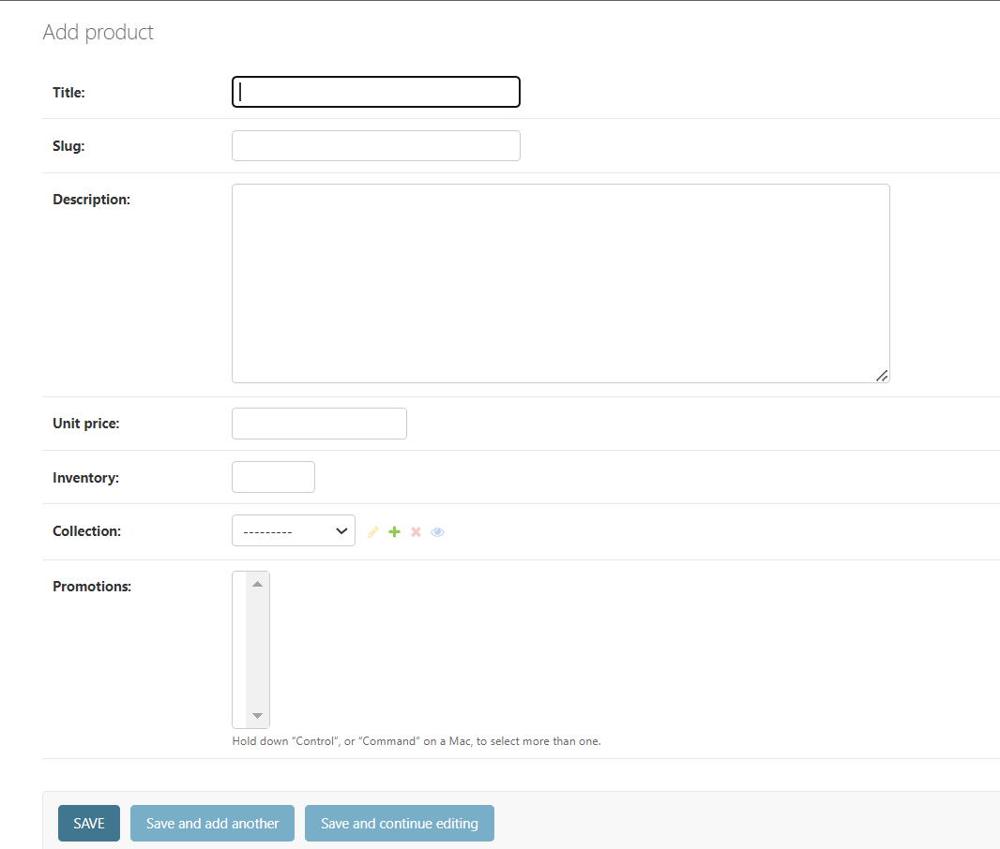 Add product
Title:
Slug:
Description:
Unit price:
Inventory:
Collection:
---------
Promotions:
Hold down “Control”, or “Command” on a Mac, to select more than one.
SAVE
Save and add another
Save and continue editing